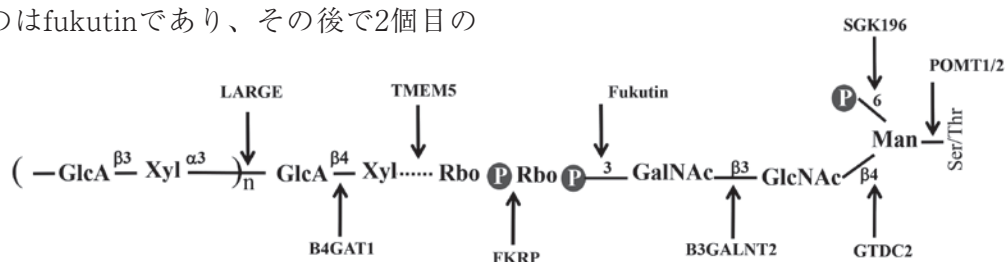 のはfukutinであり、その後で2個目の
SGK196
POMT1/2
LARGE
TMEM5
Fukutin
P
6
Man
Ser/Thr
( GlcA β3 Xyl α3 )n GlcA β4 Xyl…… Rbo P Rbo P 3 GalNAc β3 GlcNAc β4
B4GAT1
FKRP
B3GALNT2
GTDC2